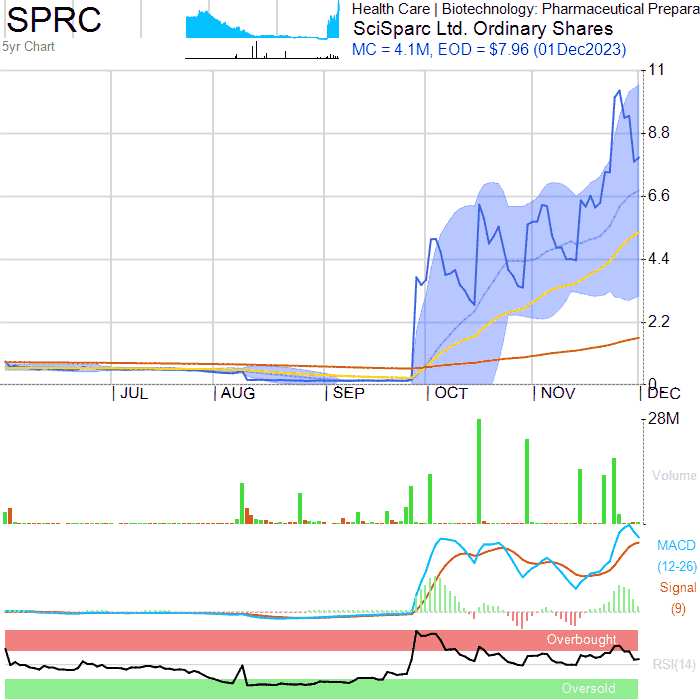 SPRC
5yr Chart
Health Care | Biotechnology: Pharmaceutical Prepara
SciSparc Ltd. Ordinary Shares
MC = 4.1M, EOD = $7.96 (01Dec2023)
11
8.8
6.6
4.4
2.2
0
JUL
AUG
SEP
OCT
NOV
DEC
28M
Volume
MACD
(12-26)
Signal
(9)
Overbought
RSI(14)
Oversold